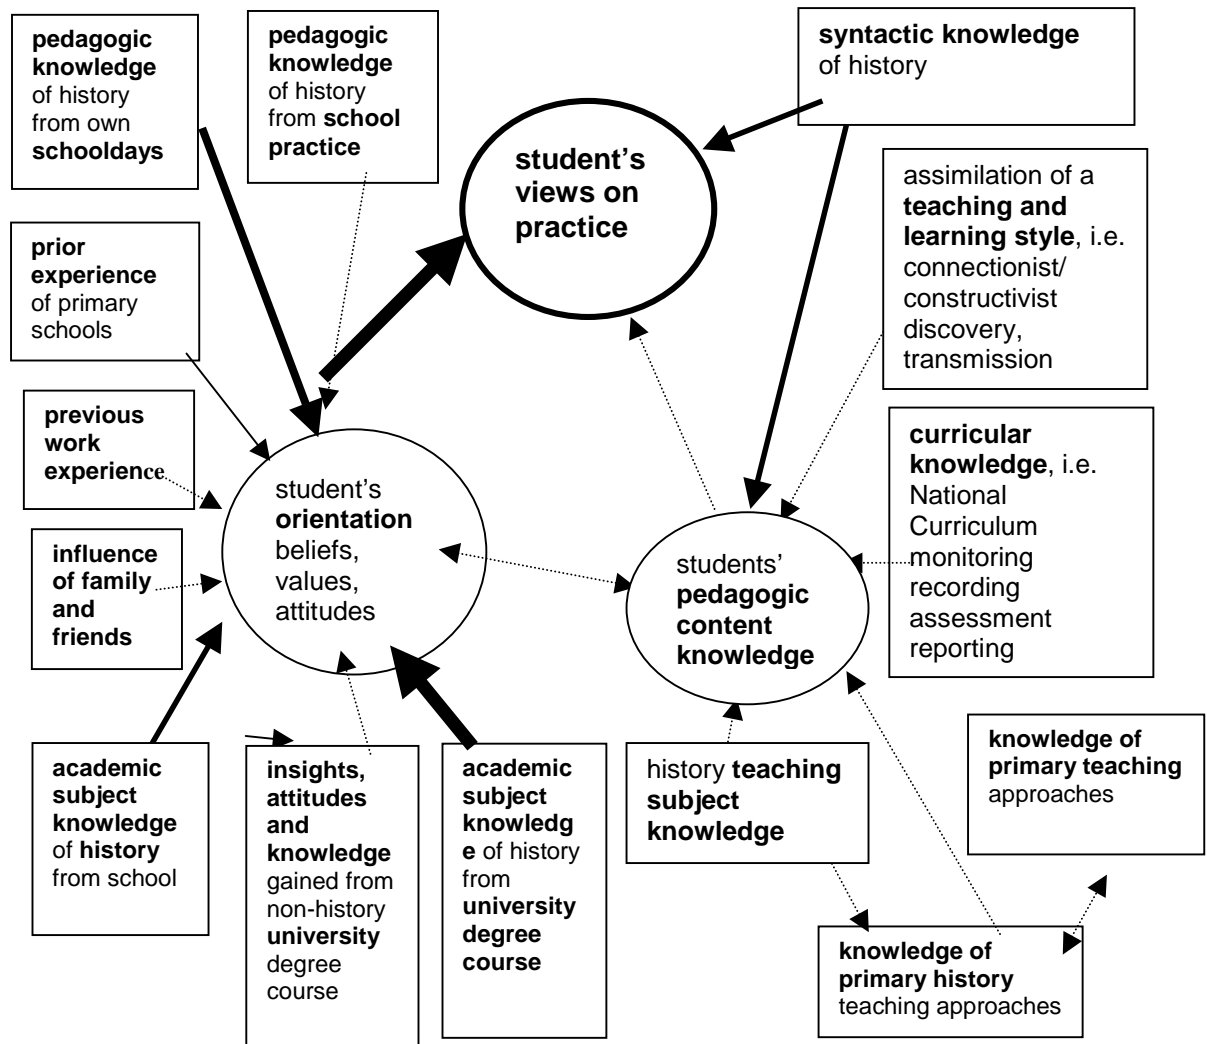 pedagogic
knowledge
of history
from own
schooldays
pedagogic
knowledge
of history
from school
practice
syntactic knowledge
of history
student’s
views on
practice
assimilation of a
teaching and
learning style, i.e.
connectionist/
constructivist
discovery,
transmission
prior
experience
of primary
schools
previous
work
experience
curricular
knowledge, i.e.
National
Curriculum
monitoring
recording
assessment
reporting
student’s
orientation
beliefs,
values,
attitudes
influence
of family
and
friends
students’
pedagogic
content
knowledge
academic
subject
knowledge
of history
from school
insights,
attitudes
and
knowledge
gained from
non-history
university
degree
course
academic
subject
knowledg
e of history
from
university
degree
course
history teaching
subject
knowledge
knowledge of
primary teaching
approaches
knowledge of
primary history
teaching approaches